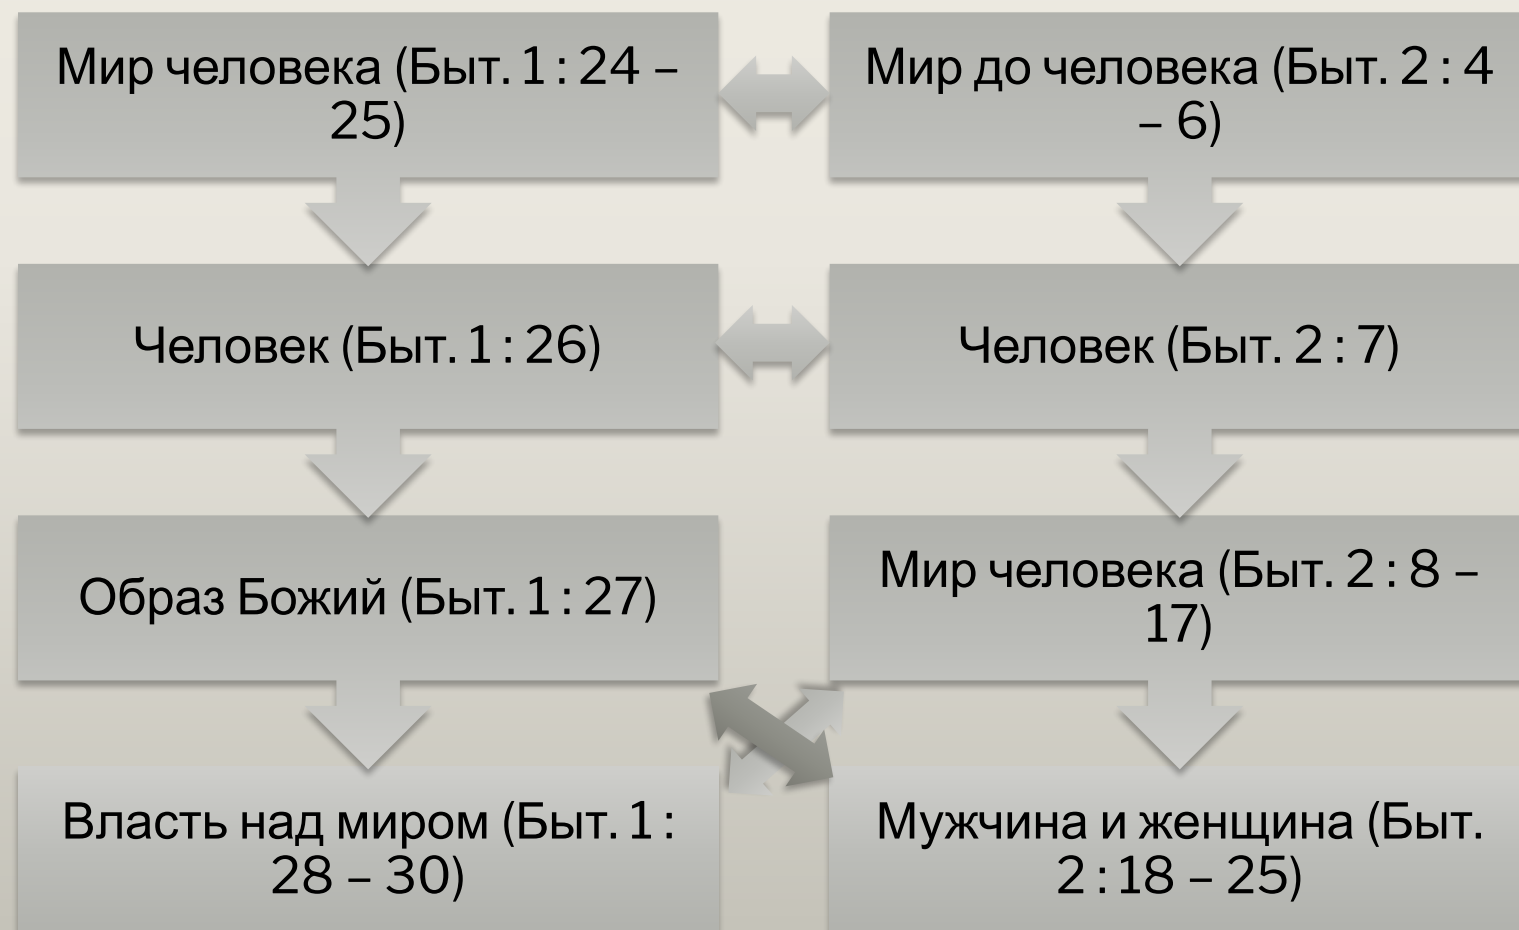 Мир человека (Быт. 1 : 24 –
25)
Мир до человека (Быт. 2 : 4
– 6)
Человек (Быт. 1 : 26)
Человек (Быт. 2 : 7)
Образ Божий (Быт. 1 : 27)
Мир человека (Быт. 2 : 8 –
17)
Власть над миром (Быт. 1 :
28 – 30)
Мужчина и женщина (Быт.
2 : 18 – 25)